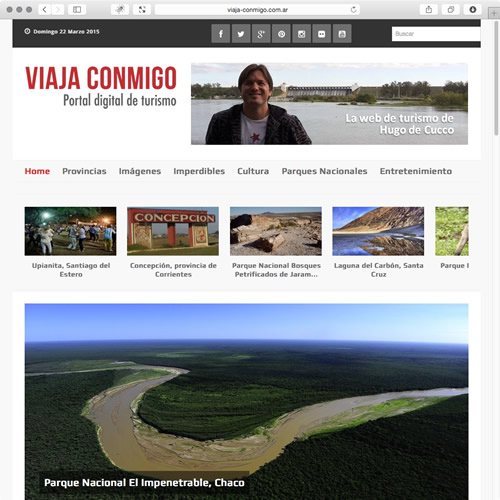 viaja-conmigo.com.ar
Domingo 22 Marzo 2015
Buscar
VIAJA CONMIGO
Portal digital de turismo
La web de turismo de
Hugo de Cucco
Home Provincias Imágenes Imperdibles Cultura Parques Nacionales Entretenimiento
CONCEPCION
Upianita, Santiago del
Estero
Concepción, provincia de
Corrientes
Parque Nacional Bosques
Petrificados de Jaram...
Laguna del Carbón, Santa
Cruz
Parque
Parque Nacional El Impenetrable, Chaco